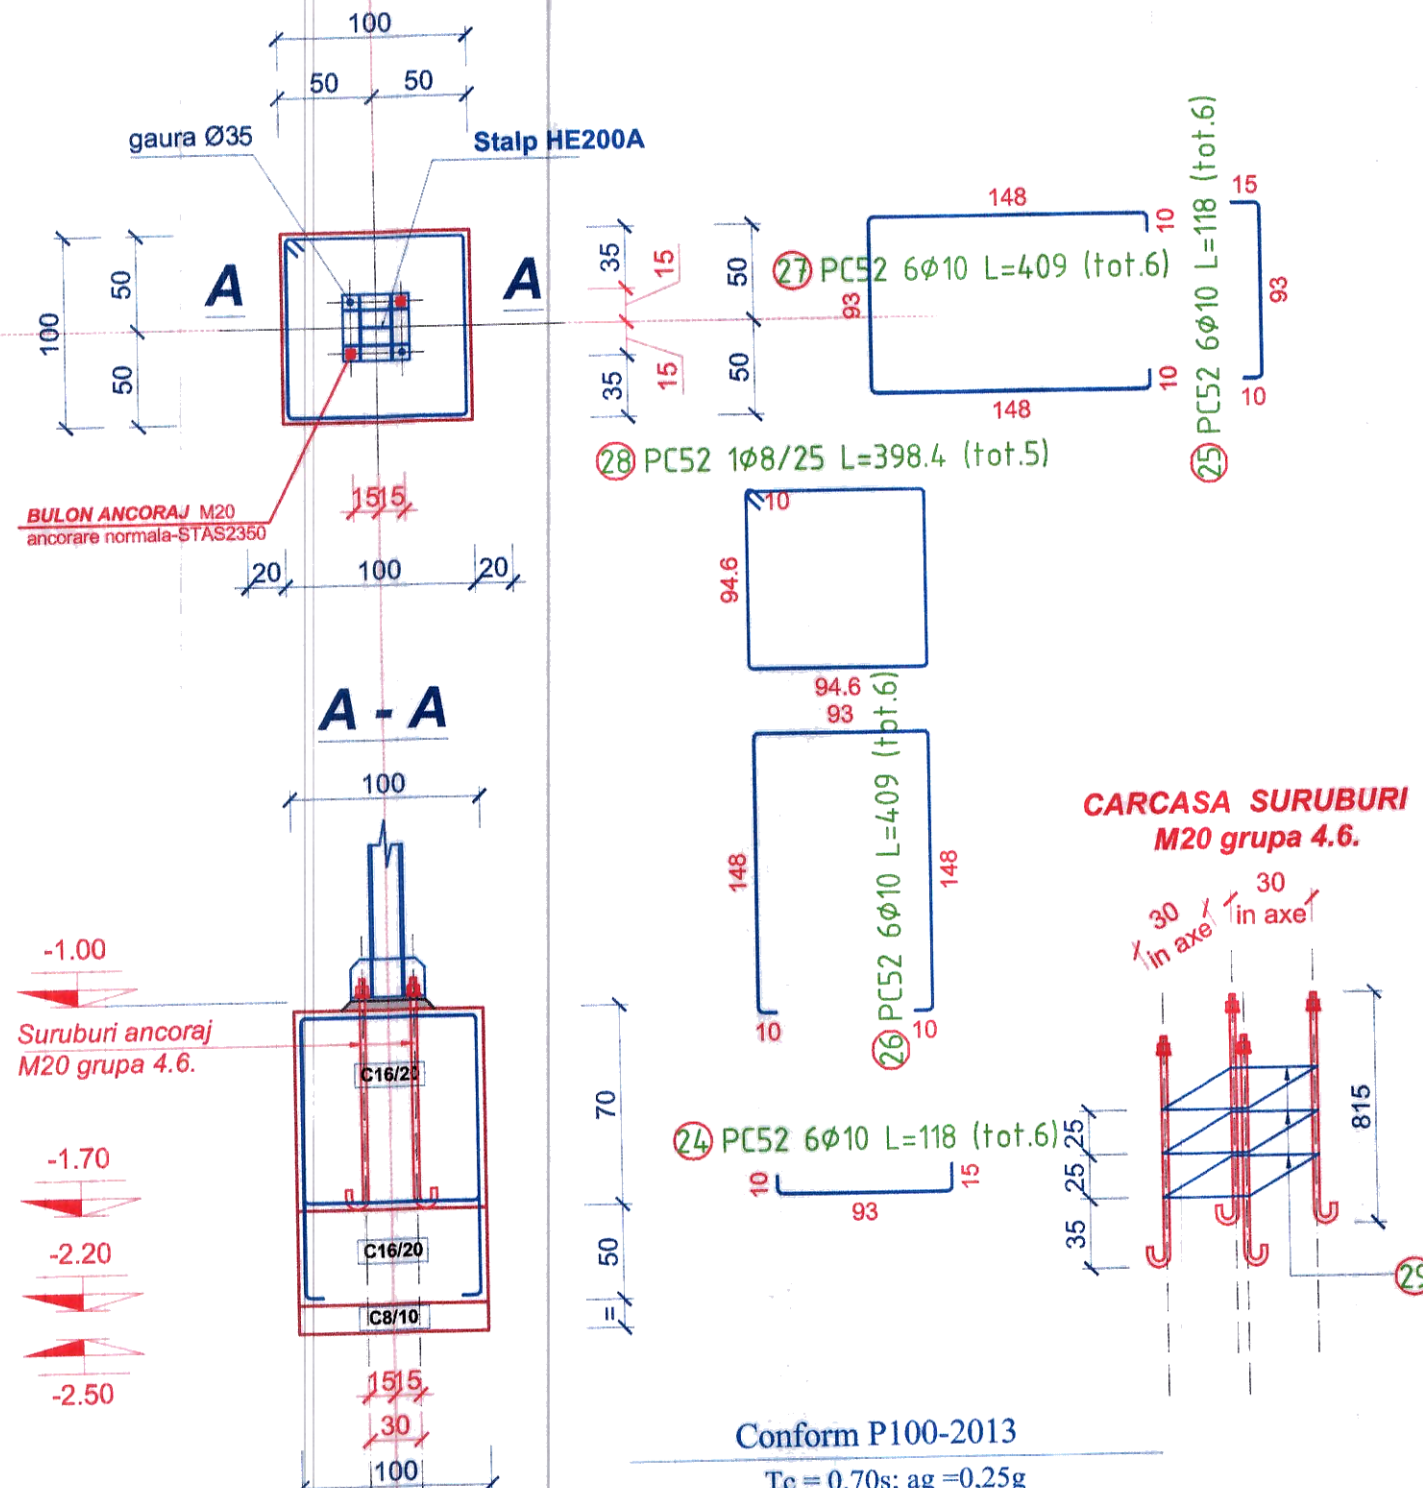 100
50
50
gaura Ø35
Stalp HE200A
A
A
100
50
50
35
15
15
35
50
50
148
10
27 PC52 6ϕ10 L=409 (tot.6)
93
10
148
15
25 PC52 6ϕ10 L=118 (tot.6)
93
10
28 PC52 1ϕ8/25 L=398.4 (tot.5)
10
94.6
94.6
BULON ANCORAJ M20
ancorare normala-STAS2350
15 15
20 100 20
A - A
100
93
148
26 PC52 6ϕ10 L=409 (tot.6)
148
10
10
CARCASA SURUBURI
M20 grupa 4.6.
30
in axe
30
in axe
815
25
25
35
29
-1.00
Suruburi ancoraj
M20 grupa 4.6.
C16/20
-1.70
-2.20
C16/20
C8/10
-2.50
70
50
=
24 PC52 6ϕ10 L=118 (tot.6)
10
93
15
15 15
30
100
Conform P100-2013
Tc = 0.70s; ag =0,25g